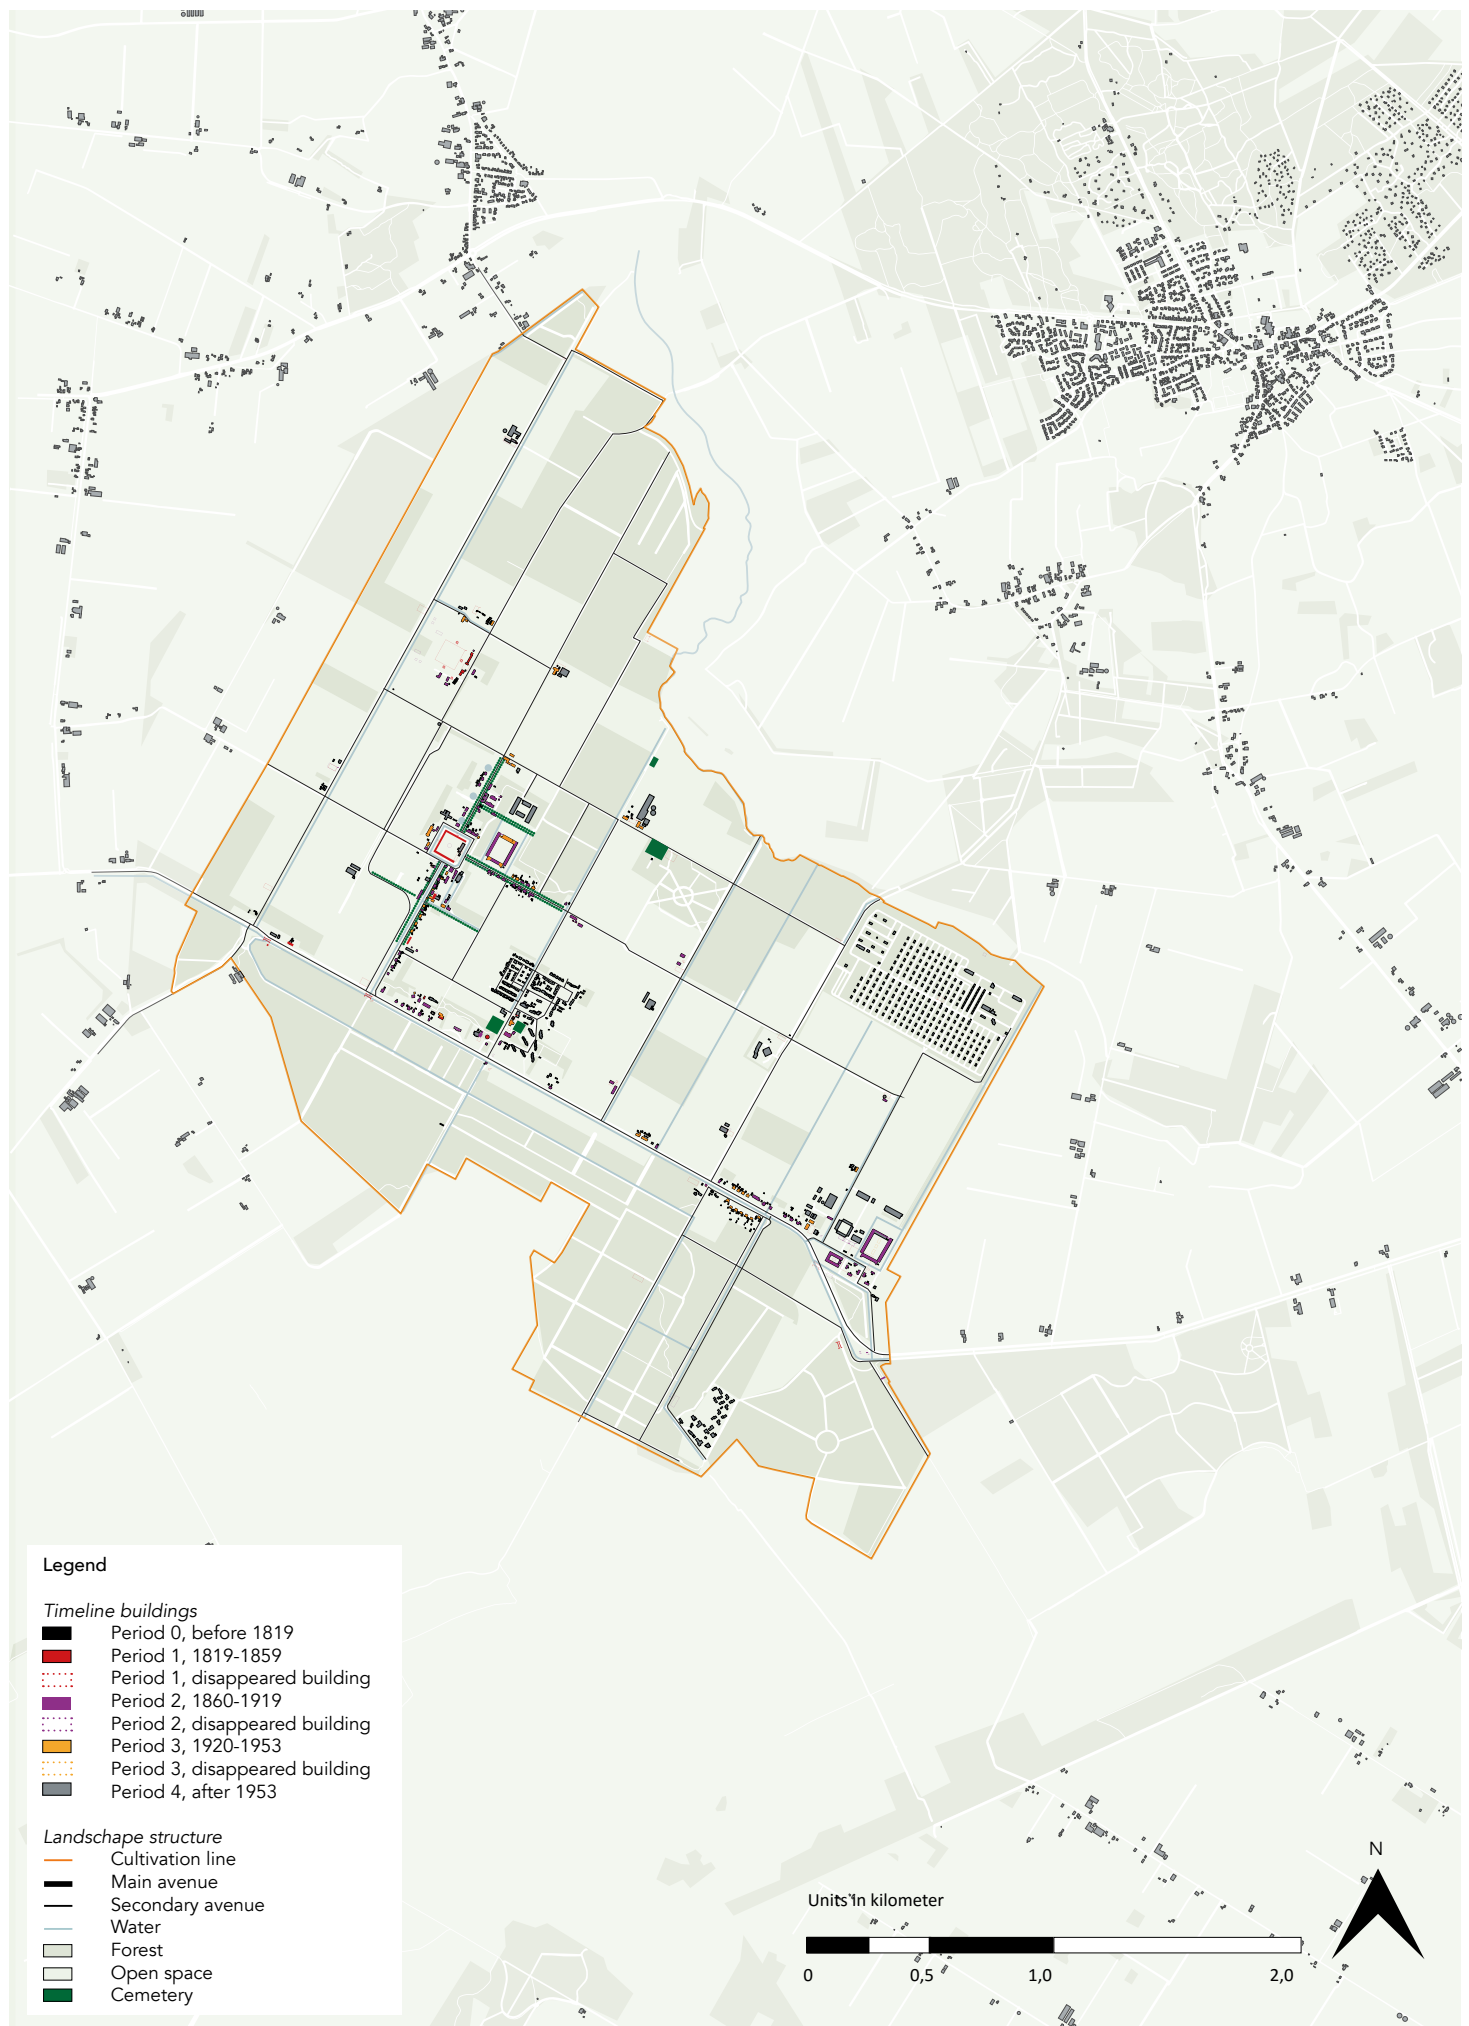 Legend
Timeline buildings
Period 0, before 1819
Period 1, 1819-1859
Period 1, disappeared building
Period 2, 1860-1919
Period 2, disappeared building
Period 3, 1920-1953
Period 3, disappeared building
Period 4, after 1953
Landschape structure
Cultivation line
Main avenue
Secondary avenue
Water
Forest
Open space
Cemetery
Units in kilometer
0 0,5 1,0 2,0
N